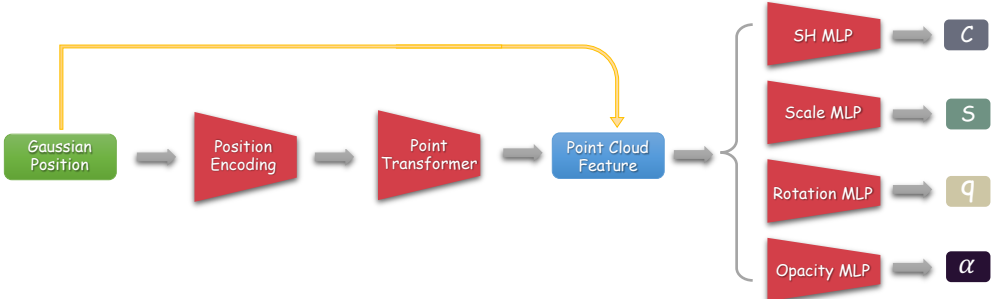 Gaussian
Position
Position
Encoding
Point
Transformer
Point Cloud
Feature
SH MLP
C
Scale MLP
S
Rotation MLP
q
Opacity MLP
α